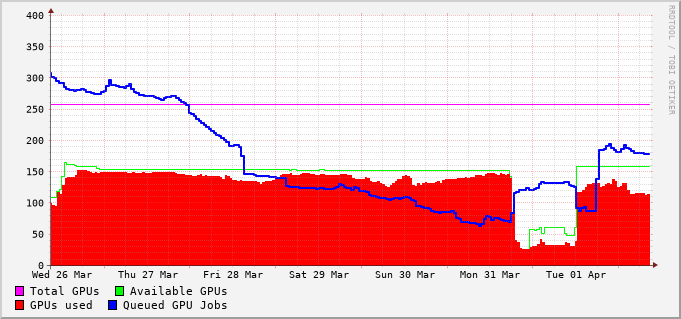 RRDTOOL / TOBI OETIKER
400
350
300
250
200
150
100
50
0
Wed 26 Mar Thu 27 Mar Fri 28 Mar Sat 29 Mar Sun 30 Mar Mon 31 Mar Tue 01 Apr
Total GPUs Available GPUs
GPUs used Queued GPU Jobs